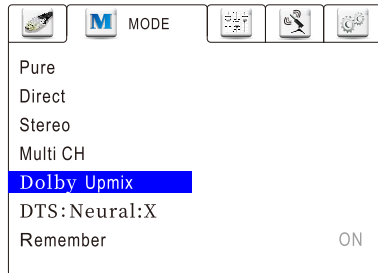 M MODE
Pure
Direct
Stereo
Multi CH
Dolby Upmix
DTS:Neural:X
Remember ON